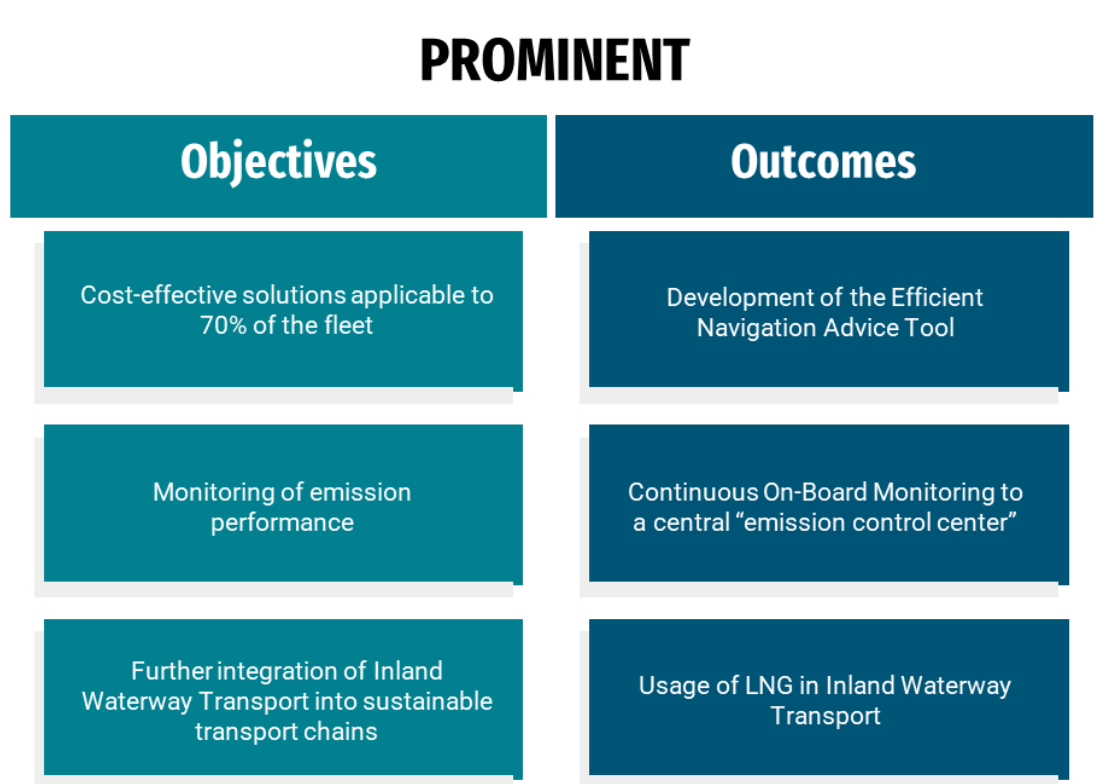 PROMINENT
Objectives
Outcomes
Cost-effective solutions applicable to
70% of the fleet
Development of the Efficient
Navigation Advice Tool
Monitoring of emission
performance
Continuous On-Board Monitoring to
a central “emission control center”
Further integration of Inland
Waterway Transport into sustainable
transport chains
Usage of LNG in Inland Waterway
Transport